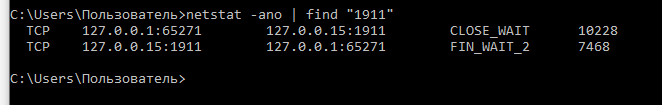 C:\Users\Пользователь>netstat -ano | find "1911"
TCP 127.0.0.1:65271 127.0.0.15:1911 CLOSE_WAIT 10228
TCP 127.0.0.15:1911 127.0.0.1:65271 FIN_WAIT_2 7468
C:\Users\Пользователь>